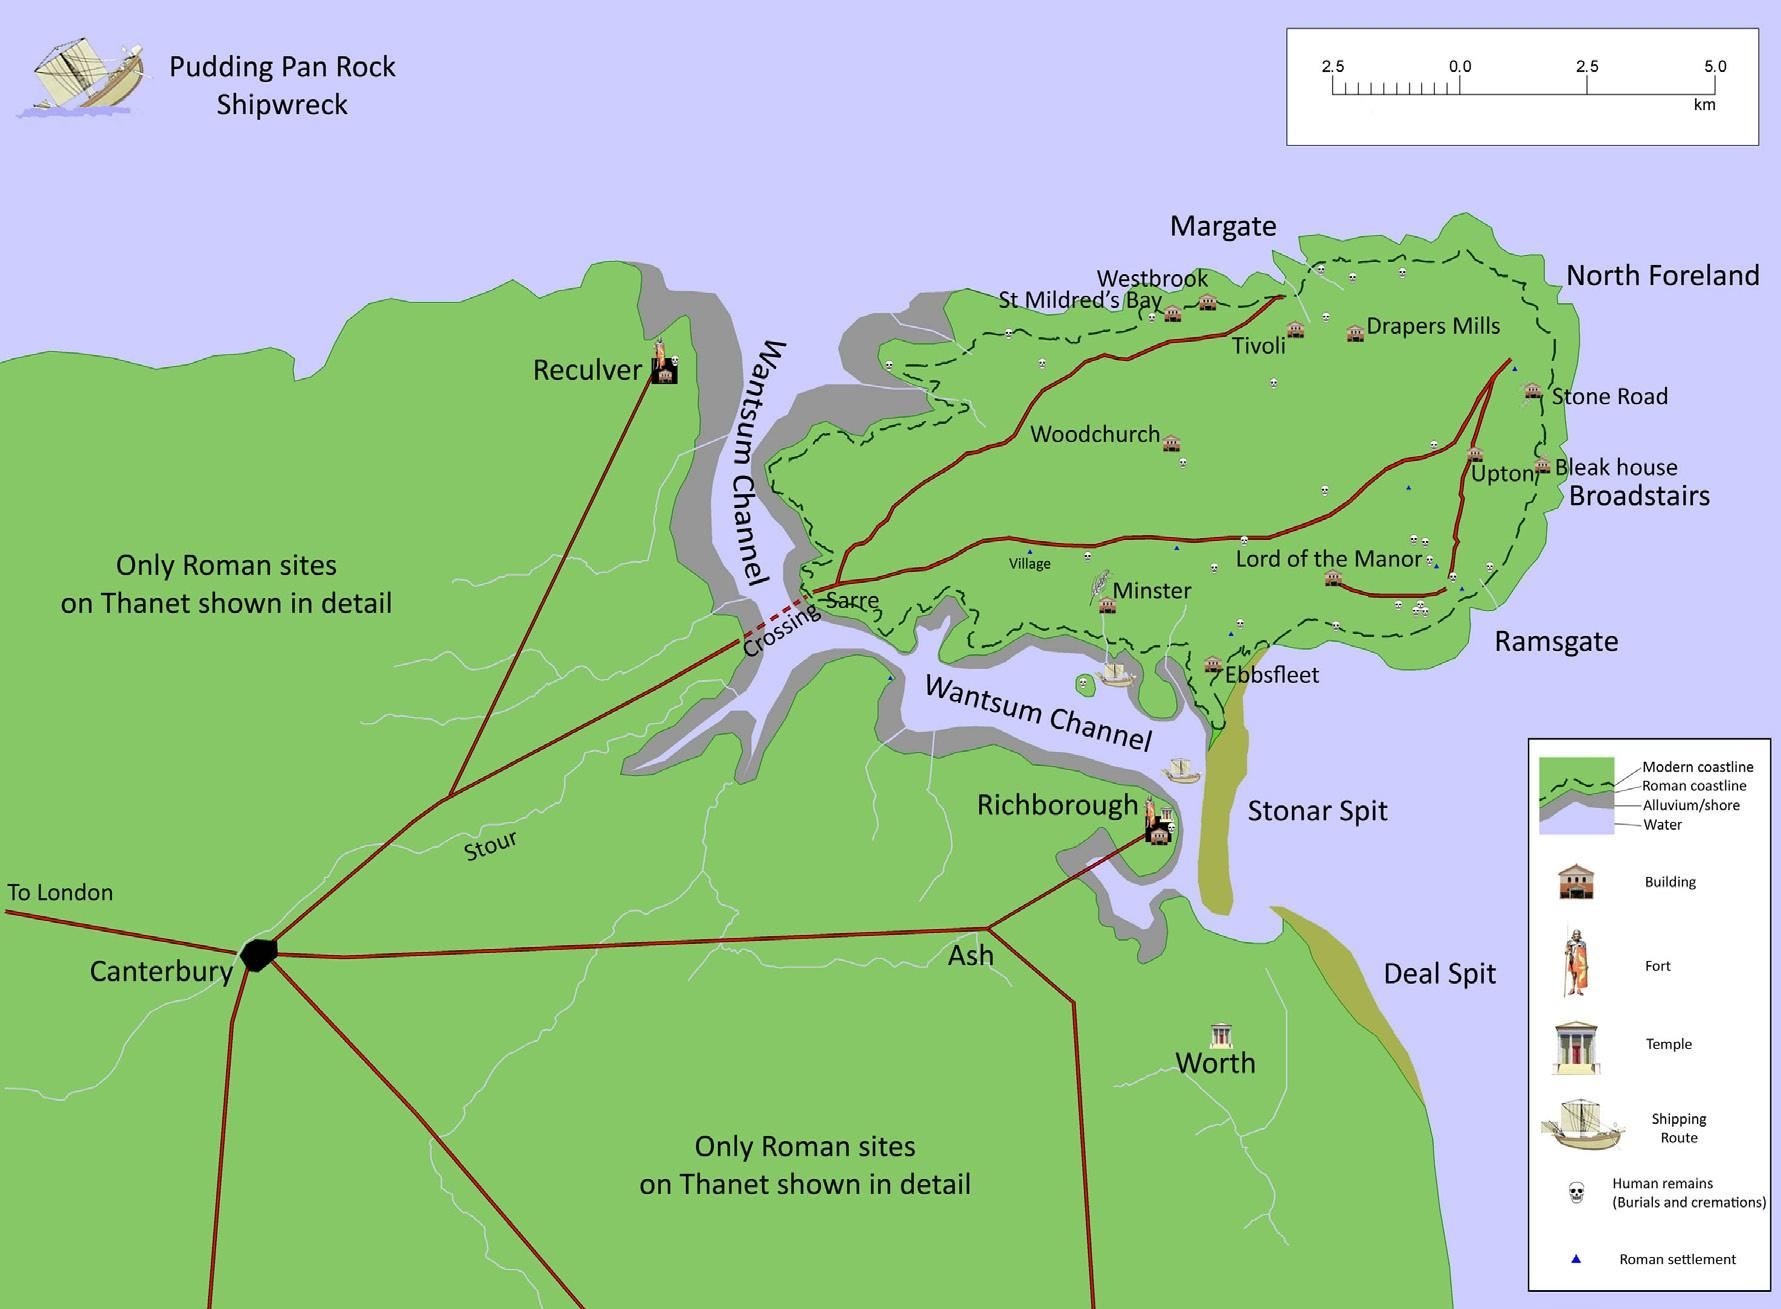 Pudding Pan Rock
Shipwreck
2.5 0.0 2.5 5.0
km
Margate
Westbrook
St Mildred's Bay
North Foreland
Tivoli
Drapers Mills
Reculver
Wantsum Channel
Stone Road
Woodchurch
Upton
Bleak house
Broadstairs
Only Roman sites
on Thanet shown in detail
Village
Lord of the Manor
Minster
Sarre
Crossing
Ramsgate
Ebbsfleet
Wantsum Channel
Richborough
Stonar Spit
Stour
To London
Canterbury
Ash
Deal Spit
Worth
Only Roman sites
on Thanet shown in detail
Modern coastline
Roman coastline
Alluvium/shore
Water
Building
Fort
Temple
Shipping
Route
Human remains
(Burials and cremations)
Roman settlement